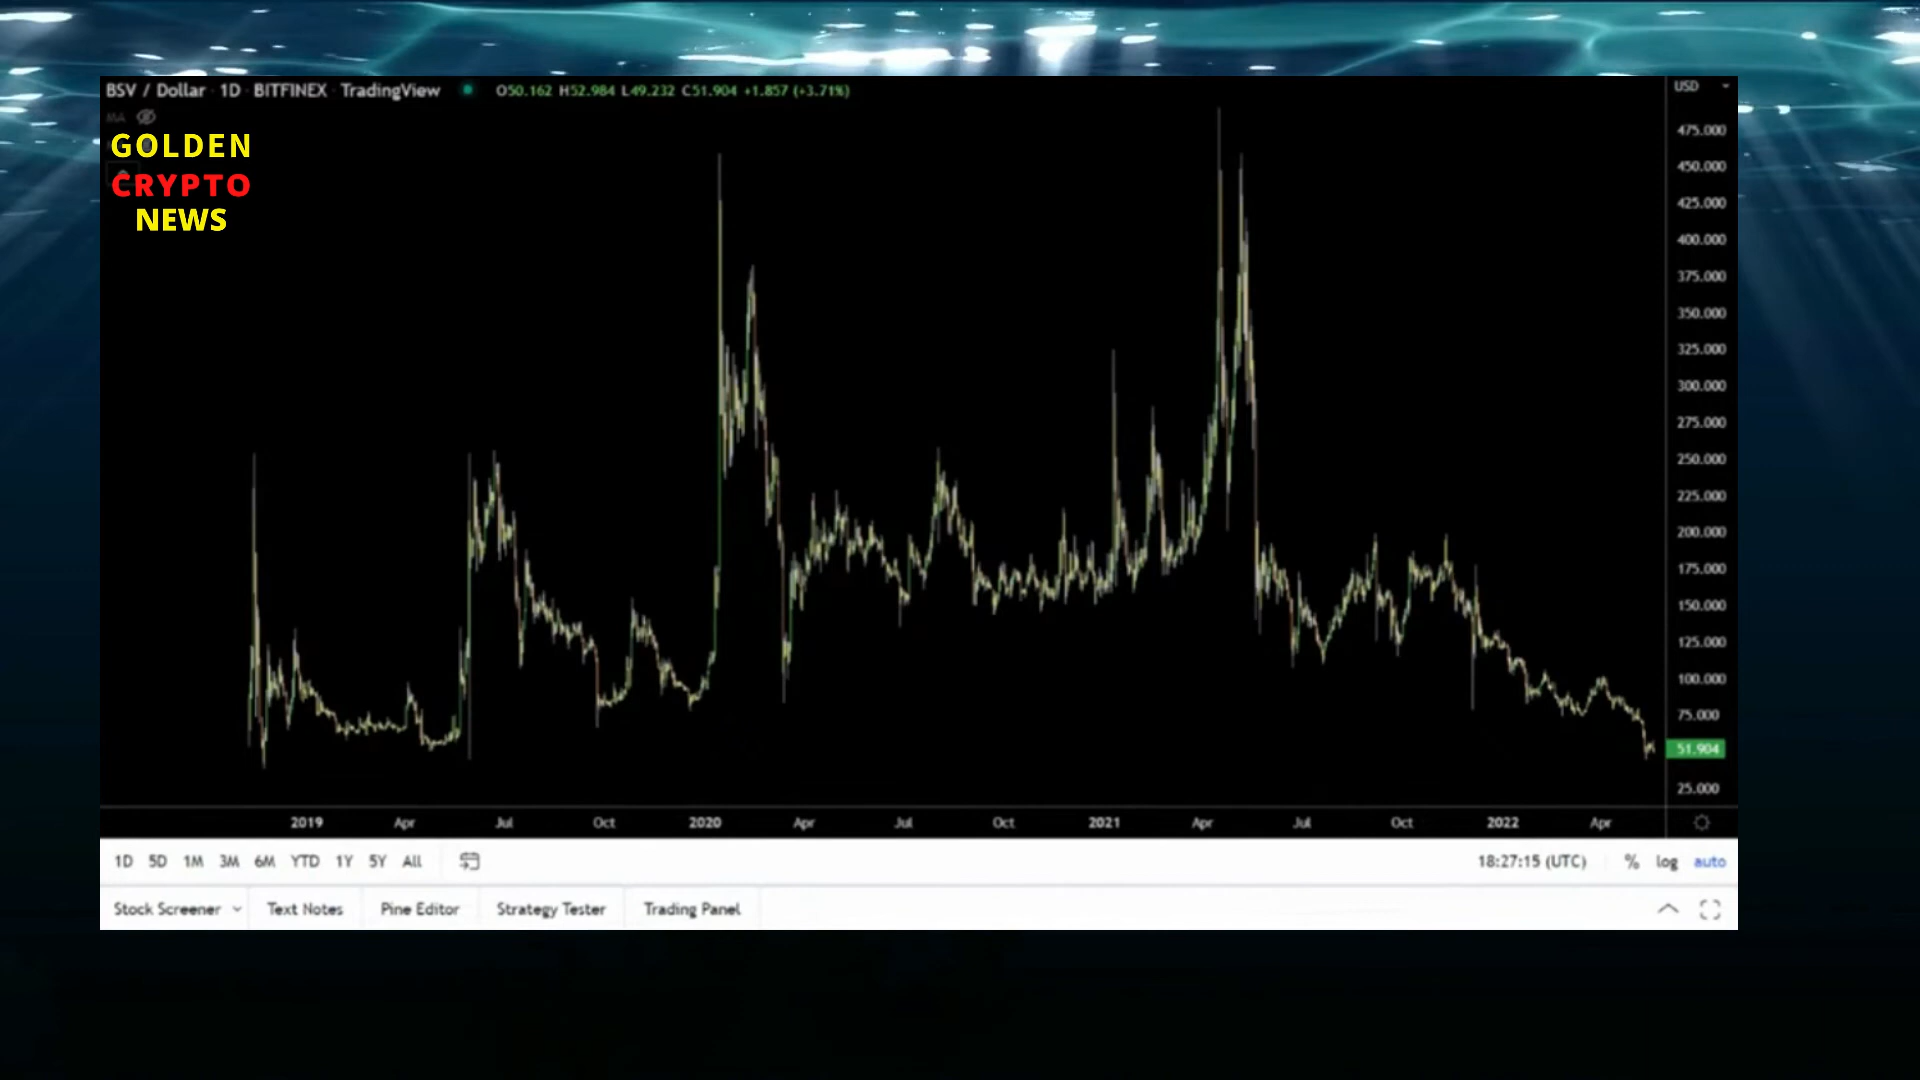 BSV / Dollar · 1D · BITFINEX · TradingView O50.162 H52.984 L49.232 C51.904 +1.857 (+3.71%)
USD
MA
GOLDEN
CRYPTO
NEWS
475.000
450.000
425.000
400.000
375.000
350.000
325.000
300.000
275.000
250.000
225.000
200.000
175.000
150.000
125.000
100.000
75.000
51.904
25.000
2019 Apr Jul Oct 2020 Apr Jul Oct 2021 Apr Jul Oct 2022 Apr
1D 5D 1M 3M 6M YTD 1Y 5Y All 18:27:15 (UTC) % log auto
Stock Screener Text Notes Pine Editor Strategy Tester Trading Panel